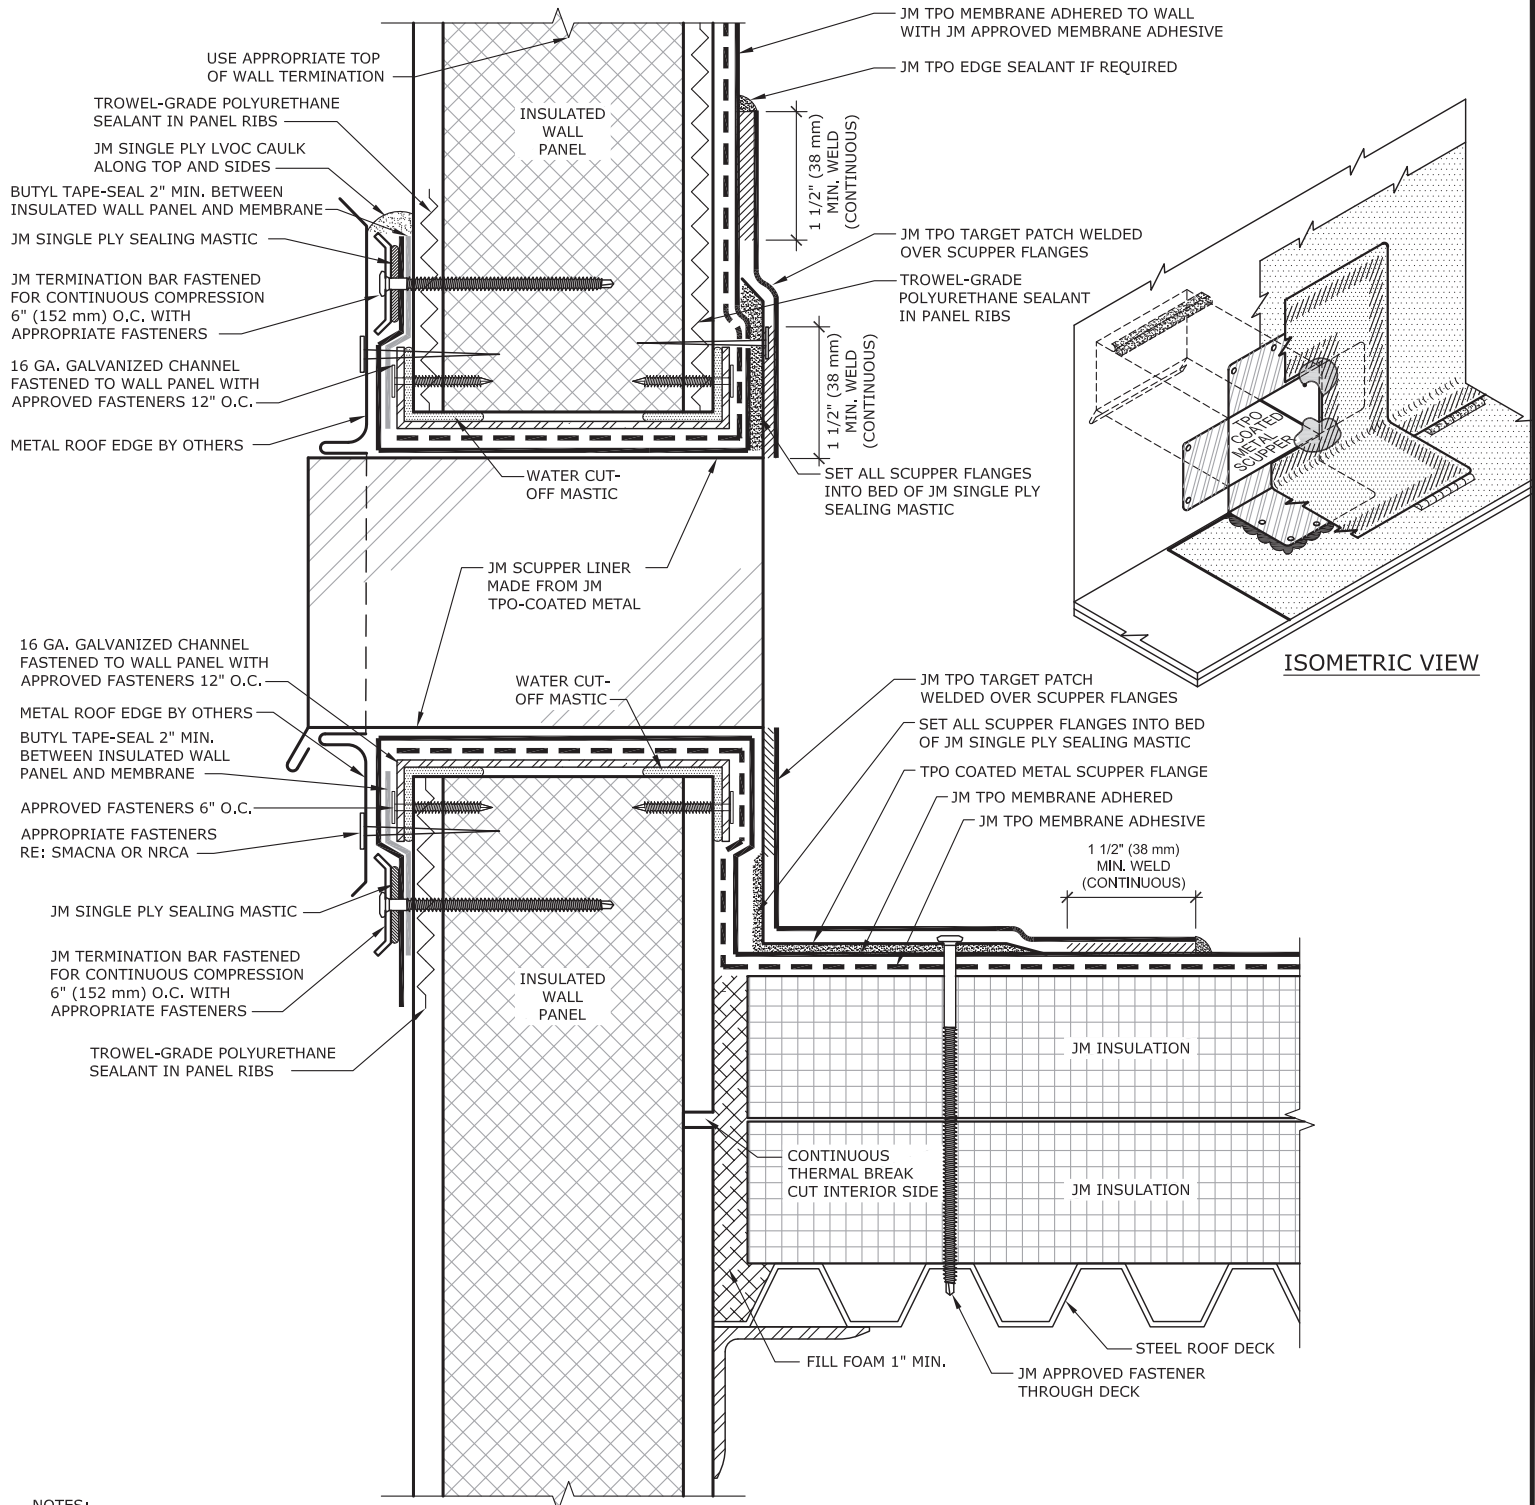 USE APPROPRIATE TOP
OF WALL TERMINATION
TROWEL-GRADE POLYURETHANE
SEALANT IN PANEL RIBS
JM SINGLE PLY LVOC CAULK
ALONG TOP AND SIDES
BUTYL TAPE-SEAL 2" MIN. BETWEEN
INSULATED WALL PANEL AND MEMBRANE
JM SINGLE PLY SEALING MASTIC
JM TERMINATION BAR FASTENED
FOR CONTINUOUS COMPRESSION
6" (152 mm) O.C. WITH
APPROPRIATE FASTENERS
16 GA. GALVANIZED CHANNEL
FASTENED TO WALL PANEL WITH
APPROVED FASTENERS 12" O.C.
METAL ROOF EDGE BY OTHERS
INSULATED
WALL
PANEL
JM TPO MEMBRANE ADHERED TO WALL
WITH JM APPROVED MEMBRANE ADHESIVE
JM TPO EDGE SEALANT IF REQUIRED
1 1/2" (38 mm)
MIN. WELD
(CONTINUOUS)
JM TPO TARGET PATCH WELDED
OVER SCUPPER FLANGES
TROWEL-GRADE
POLYURETHANE SEALANT
IN PANEL RIBS
1 1/2" (38 mm)
MIN. WELD
(CONTINUOUS)
SET ALL SCUPPER FLANGES
INTO BED OF JM SINGLE PLY
SEALING MASTIC
WATER CUT-
OFF MASTIC
JM SCUPPER LINER
MADE FROM JM
TPO-COATED METAL
TPO
COATED
METAL
SCUPPER
ISOMETRIC VIEW
16 GA. GALVANIZED CHANNEL
FASTENED TO WALL PANEL WITH
APPROVED FASTENERS 12" O.C.
METAL ROOF EDGE BY OTHERS
BUTYL TAPE-SEAL 2" MIN.
BETWEEN INSULATED WALL
PANEL AND MEMBRANE
APPROVED FASTENERS 6" O.C.
APPROPRIATE FASTENERS
RE: SMACNA OR NRCA
JM SINGLE PLY SEALING MASTIC
JM TERMINATION BAR FASTENED
FOR CONTINUOUS COMPRESSION
6" (152 mm) O.C. WITH
APPROPRIATE FASTENERS
TROWEL-GRADE POLYURETHANE
SEALANT IN PANEL RIBS
WATER CUT-
OFF MASTIC
INSULATED
WALL
PANEL
JM TPO TARGET PATCH
WELDED OVER SCUPPER FLANGES
SET ALL SCUPPER FLANGES INTO BED
OF JM SINGLE PLY SEALING MASTIC
TPO COATED METAL SCUPPER FLANGE
JM TPO MEMBRANE ADHERED
JM TPO MEMBRANE ADHESIVE
1 1/2" (38 mm)
MIN. WELD
(CONTINUOUS)
JM INSULATION
CONTINUOUS
THERMAL BREAK
CUT INTERIOR SIDE
JM INSULATION
STEEL ROOF DECK
FILL FOAM 1" MIN.
JM APPROVED FASTENER
THROUGH DECK
NOTES: